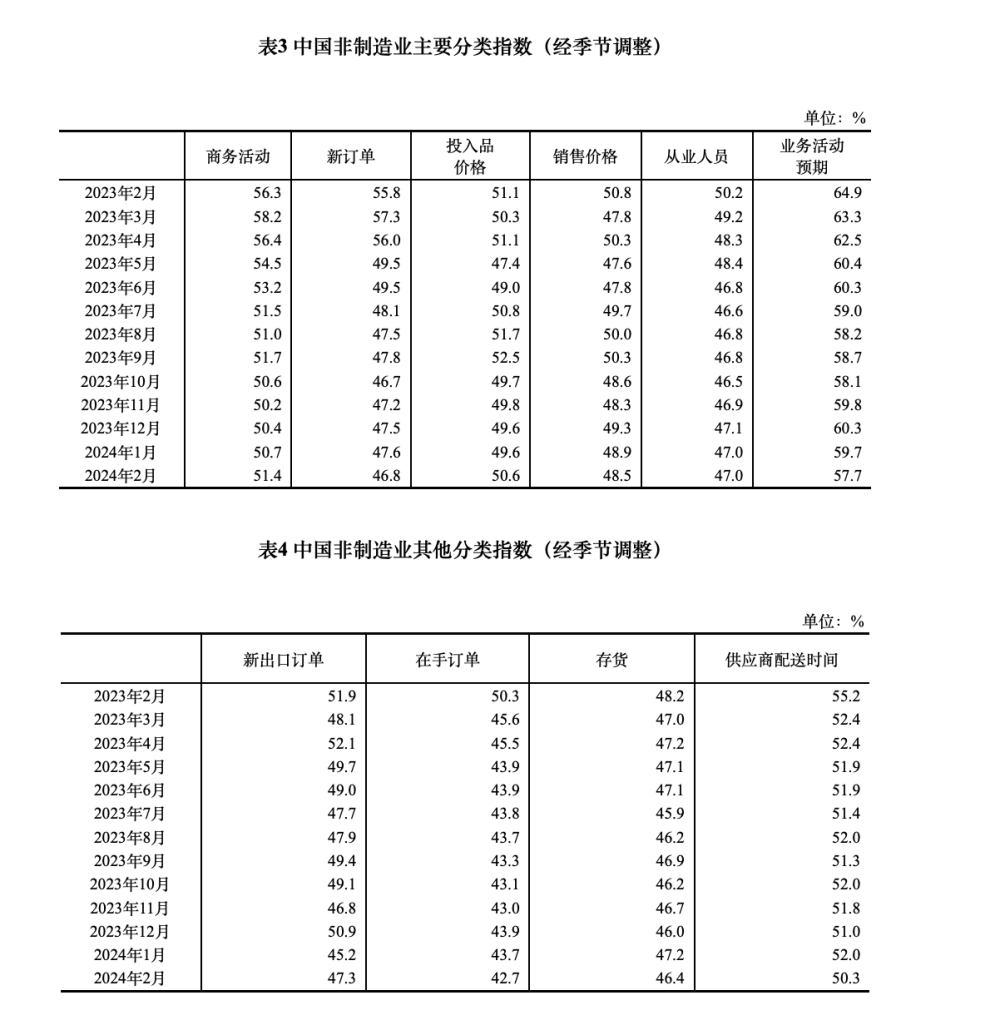 表3 中国非制造业主要分类指数（经季节调整）
单位：%
商务活动 新订单 投入品价格 销售价格 从业人员 业务活动预期
2023年2月 56.3 55.8 51.1 50.8 50.2 64.9
2023年3月 58.2 57.3 50.3 47.8 49.2 63.3
2023年4月 56.4 56.0 51.1 50.3 48.3 62.5
2023年5月 54.5 49.5 47.4 47.6 48.4 60.4
2023年6月 53.2 49.5 49.0 47.8 46.8 60.3
2023年7月 51.5 48.1 50.8 49.7 46.6 59.0
2023年8月 51.0 47.5 51.7 50.0 46.8 58.2
2023年9月 51.7 47.8 52.5 50.3 46.8 58.7
2023年10月 50.6 46.7 49.7 48.6 46.5 58.1
2023年11月 50.2 47.2 49.8 48.3 46.9 59.8
2023年12月 50.4 47.5 49.6 49.3 47.1 60.3
2024年1月 50.7 47.6 49.6 48.9 47.0 59.7
2024年2月 51.4 46.8 50.6 48.5 47.0 57.7
表4 中国非制造业其他分类指数（经季节调整）
单位：%
新出口订单 在手订单 存货 供应商配送时间
2023年2月 51.9 50.3 48.2 55.2
2023年3月 48.1 45.6 47.0 52.4
2023年4月 52.1 45.5 47.2 52.4
2023年5月 49.7 43.9 47.1 51.9
2023年6月 49.0 43.9 47.1 51.9
2023年7月 47.7 43.8 45.9 51.4
2023年8月 47.9 43.7 46.2 52.0
2023年9月 49.4 43.3 46.9 51.3
2023年10月 49.1 43.1 46.2 52.0
2023年11月 46.8 43.0 46.7 51.8
2023年12月 50.9 43.9 46.0 51.0
2024年1月 45.2 43.7 47.2 52.0
2024年2月 47.3 42.7 46.4 50.3